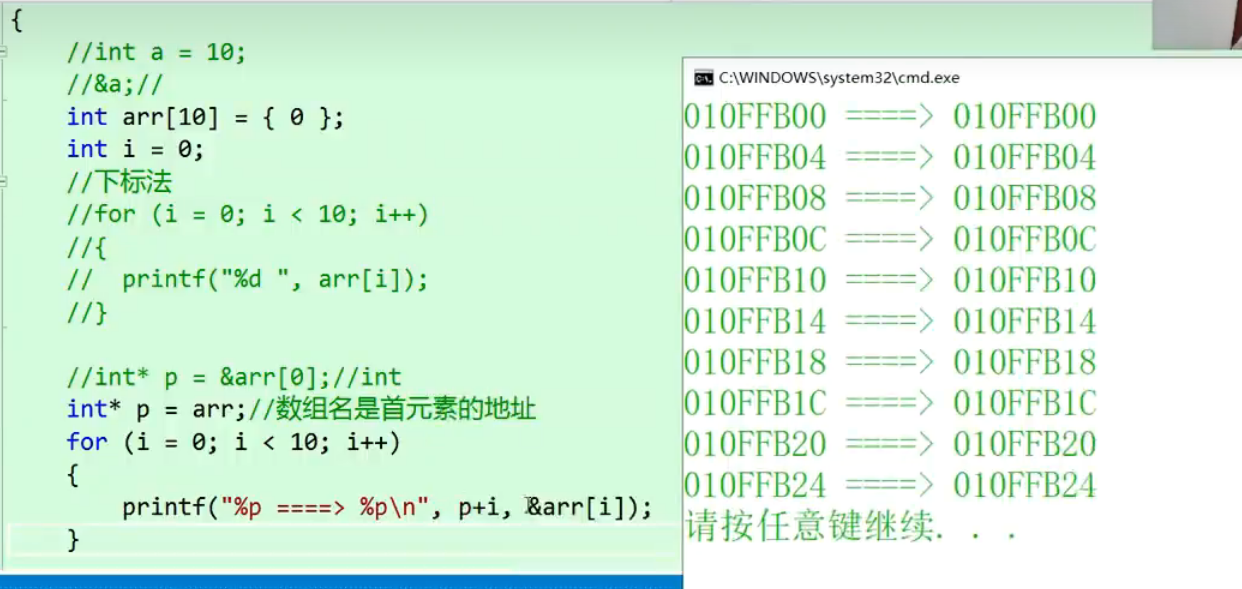 {
//int a = 10;
//&a;//
int arr[10] = { 0 };
int i = 0;
//下标法
//for (i = 0; i < 10; i++)
//{
//  printf("%d ", arr[i]);
//}
//int* p = &arr[0];//int
int* p = arr;//数组名是首元素的地址
for (i = 0; i < 10; i++)
{
printf("%p ====> %p\n", p+i, &arr[i]);
}
C:\WINDOWS\system32\cmd.exe
010FFB00 ====> 010FFB00
010FFB04 ====> 010FFB04
010FFB08 ====> 010FFB08
010FFB0C ====> 010FFB0C
010FFB10 ====> 010FFB10
010FFB14 ====> 010FFB14
010FFB18 ====> 010FFB18
010FFB1C ====> 010FFB1C
010FFB20 ====> 010FFB20
010FFB24 ====> 010FFB24
请按任意键继续. . .